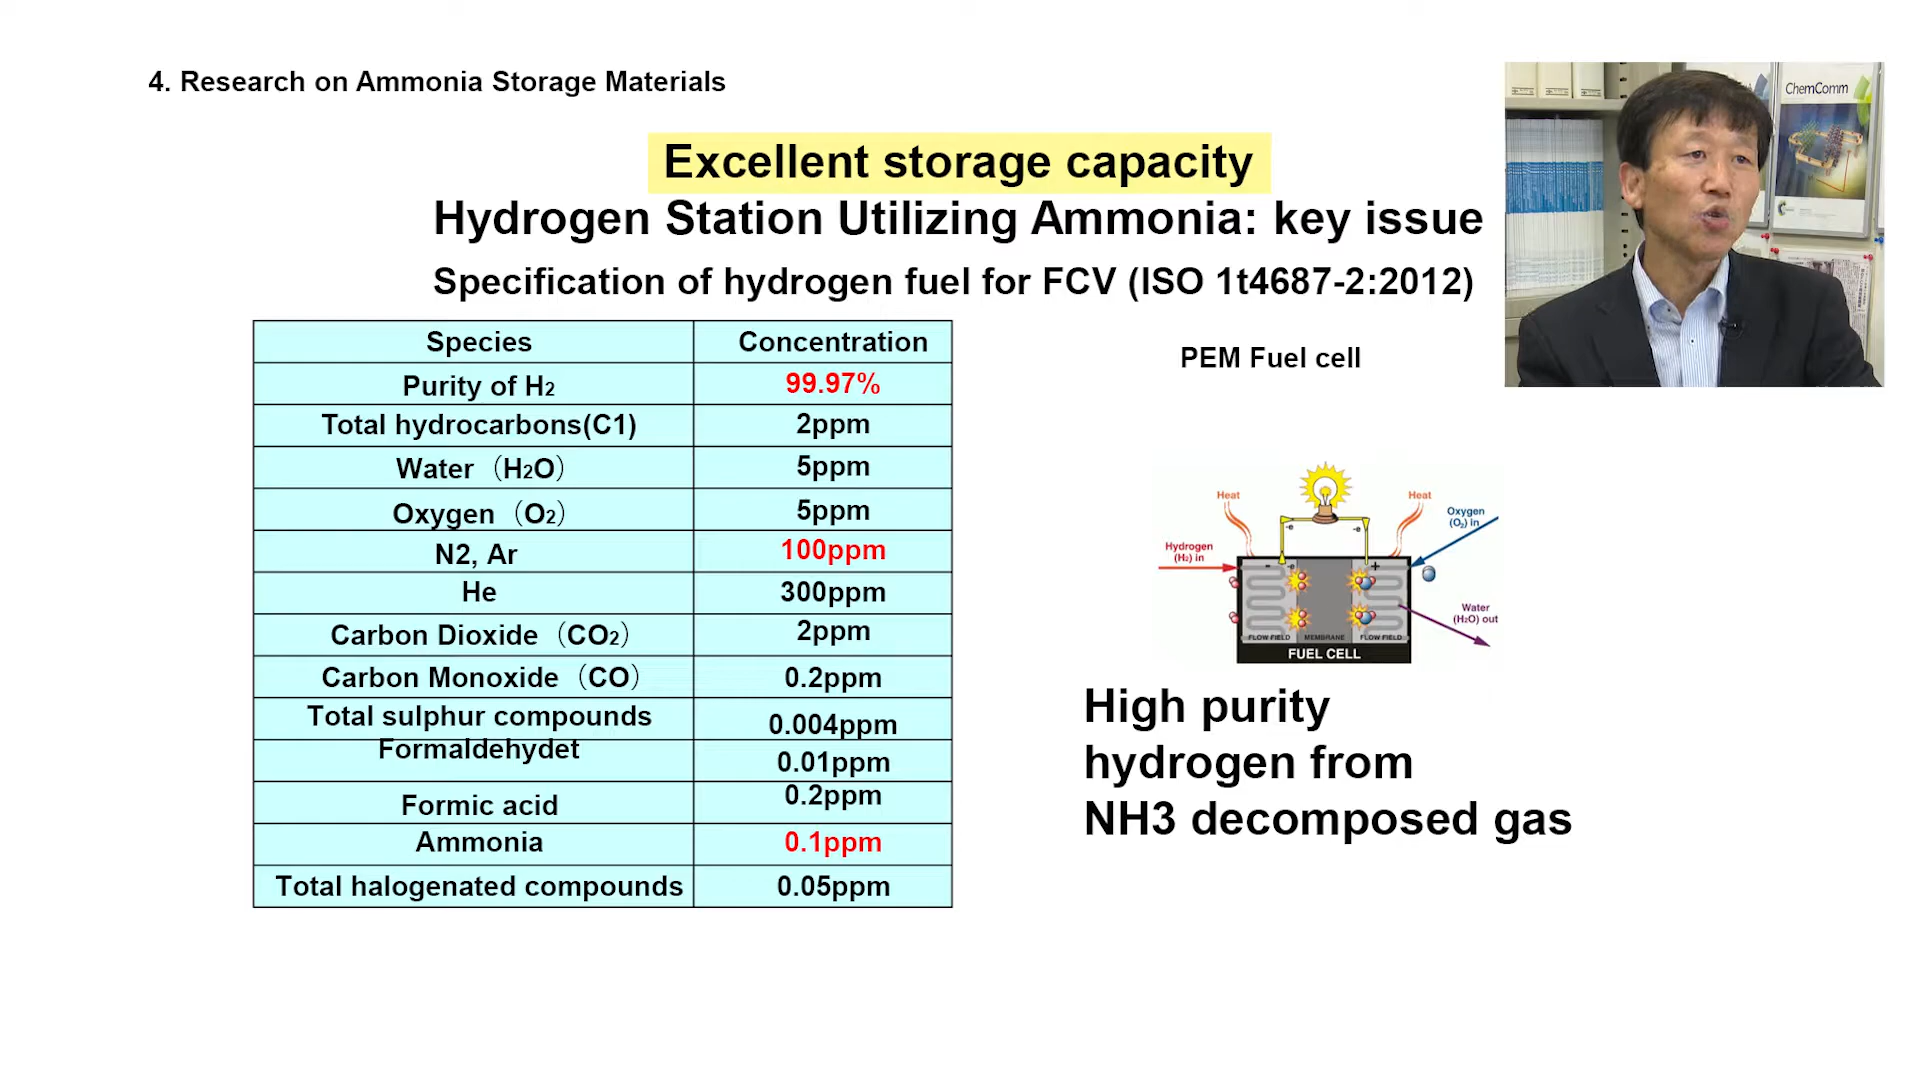 4. Research on Ammonia Storage Materials
Excellent storage capacity
Hydrogen Station Utilizing Ammonia: key issue
Specification of hydrogen fuel for FCV (ISO 1t4687-2:2012)
Species Concentration
Purity of H2 99.97%
Total hydrocarbons(C1) 2ppm
Water（H2O） 5ppm
Oxygen（O2） 5ppm
N2, Ar 100ppm
He 300ppm
Carbon Dioxide（CO2） 2ppm
Carbon Monoxide（CO） 0.2ppm
Total sulphur compounds 0.004ppm
Formaldehydet 0.01ppm
Formic acid 0.2ppm
Ammonia 0.1ppm
Total halogenated compounds 0.05ppm
PEM Fuel cell
Heat
Heat
Oxygen
(O2) in
Hydrogen
(H2) in
-e
-e
- -e
+
Water
(H2O) out
FLOW FIELD MEMBRANE FLOW FIELD
FUEL CELL
High purity
hydrogen from
NH3 decomposed gas
ChemComm